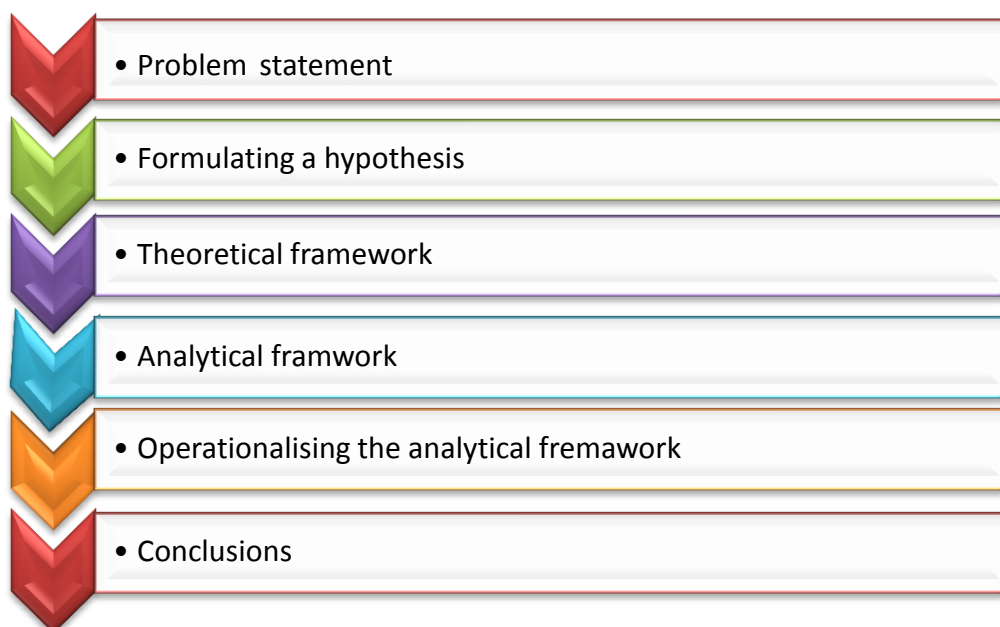 • Problem statement
• Formulating a hypothesis
• Theoretical framework
• Analytical framwork
• Operationalising the analytical fremawork
• Conclusions